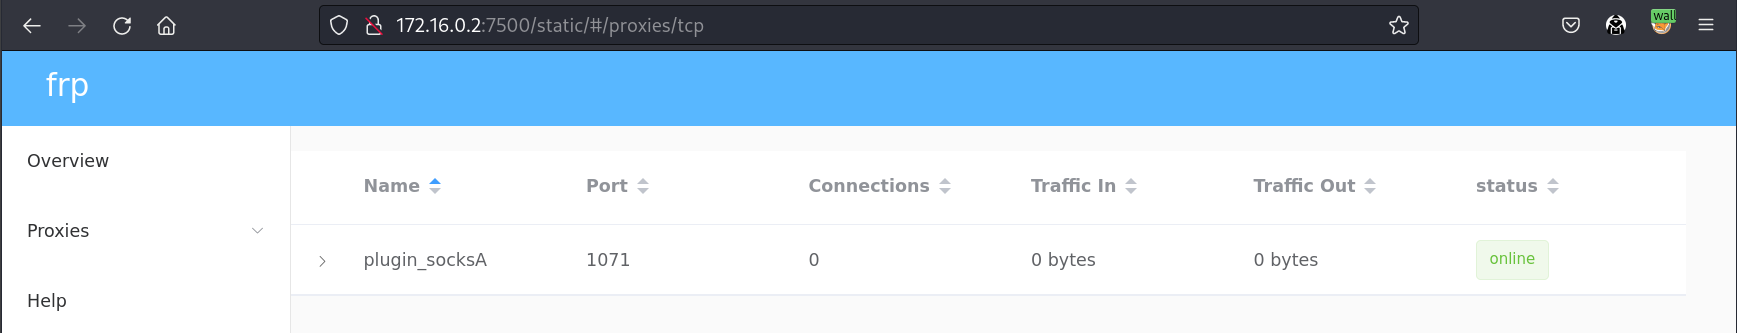 172.16.0.2:7500/static/#/proxies/tcp
wall
frp
Overview
Proxies
Help
Name Port Connections Traffic In Traffic Out status
plugin_socksA 1071 0 0 bytes 0 bytes online